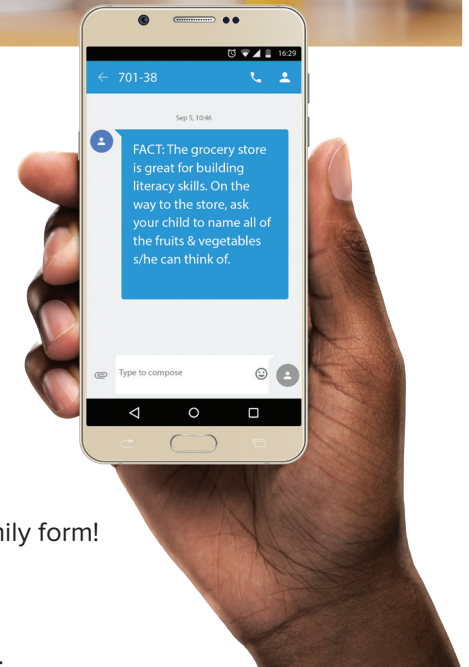 16:29
701-38
Sep 5, 10:46
FACT: The grocery store
is great for building
literacy skills. On the
way to the store, ask
your child to name all of
the fruits & vegetables
s/he can think of.
Type to compose
ily form!